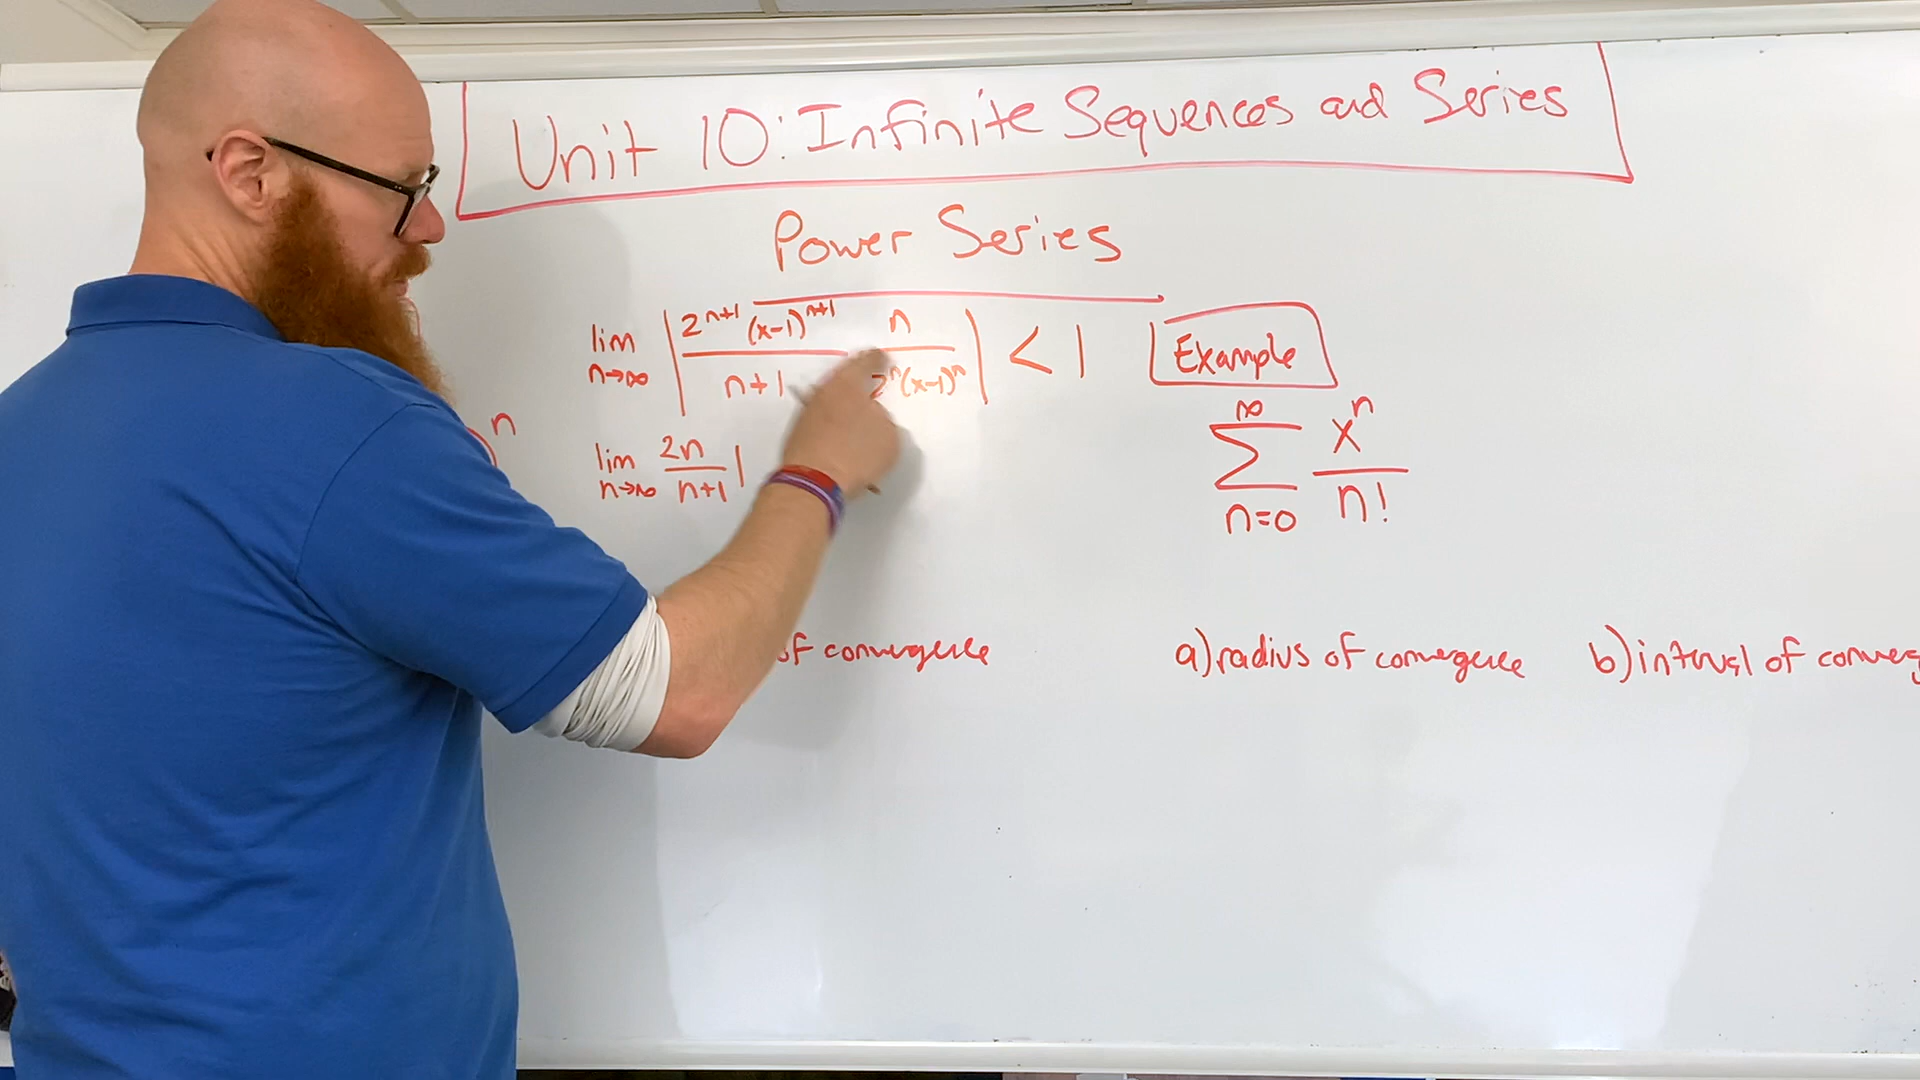 Unit 10: Infinite Sequences and Series
Power Series
lim n→∞ | 2^(n+1) (x-1)^(n+1) / n+1 n / 2^n (x-1)^n | < 1
n
lim n→∞ 2n / n+1 |
of convergence
Example
∞ Σ n=0 x^n / n!
a) radius of convergence
b) interval of